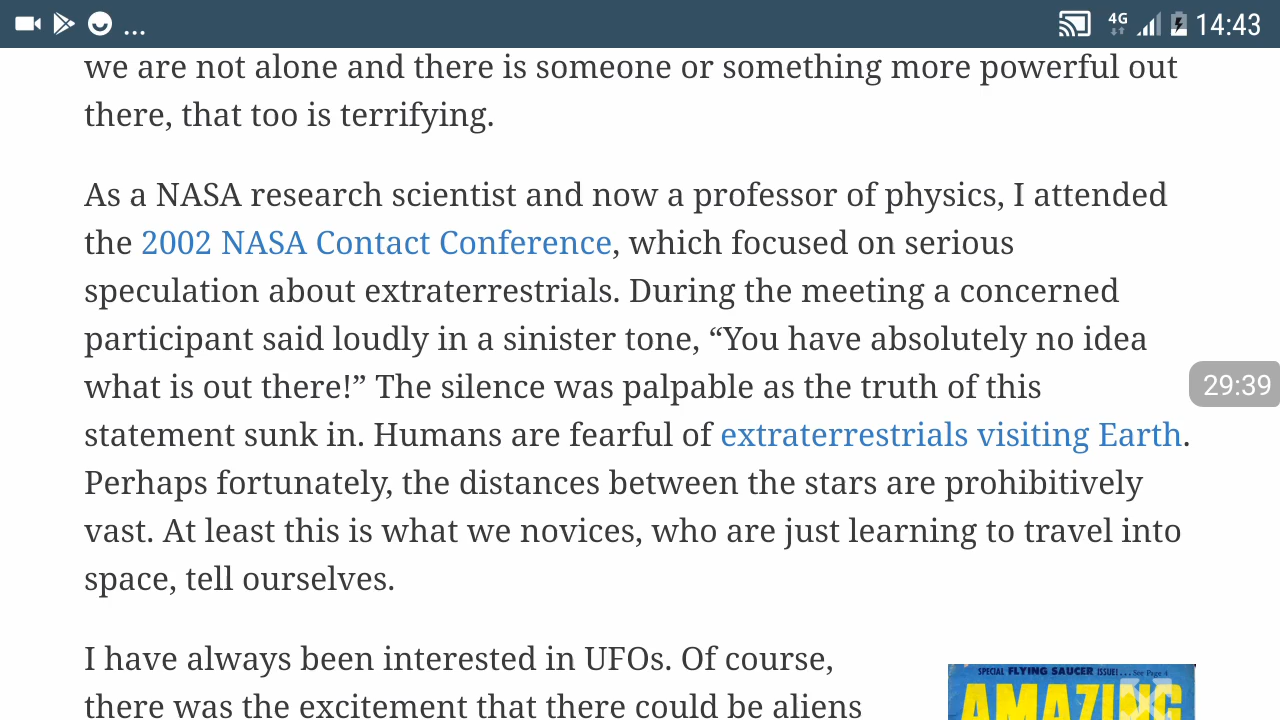 ... 4G 14:43
we are not alone and there is someone or something more powerful out
there, that too is terrifying.
As a NASA research scientist and now a professor of physics, I attended
the 2002 NASA Contact Conference, which focused on serious
speculation about extraterrestrials. During the meeting a concerned
participant said loudly in a sinister tone, “You have absolutely no idea
what is out there!” The silence was palpable as the truth of this
29:39
statement sunk in. Humans are fearful of extraterrestrials visiting Earth.
Perhaps fortunately, the distances between the stars are prohibitively
vast. At least this is what we novices, who are just learning to travel into
space, tell ourselves.
I have always been interested in UFOs. Of course,
there was the excitement that there could be aliens
SPECIAL FLYING SAUCER ISSUE! ... See Page 4
AMAZING